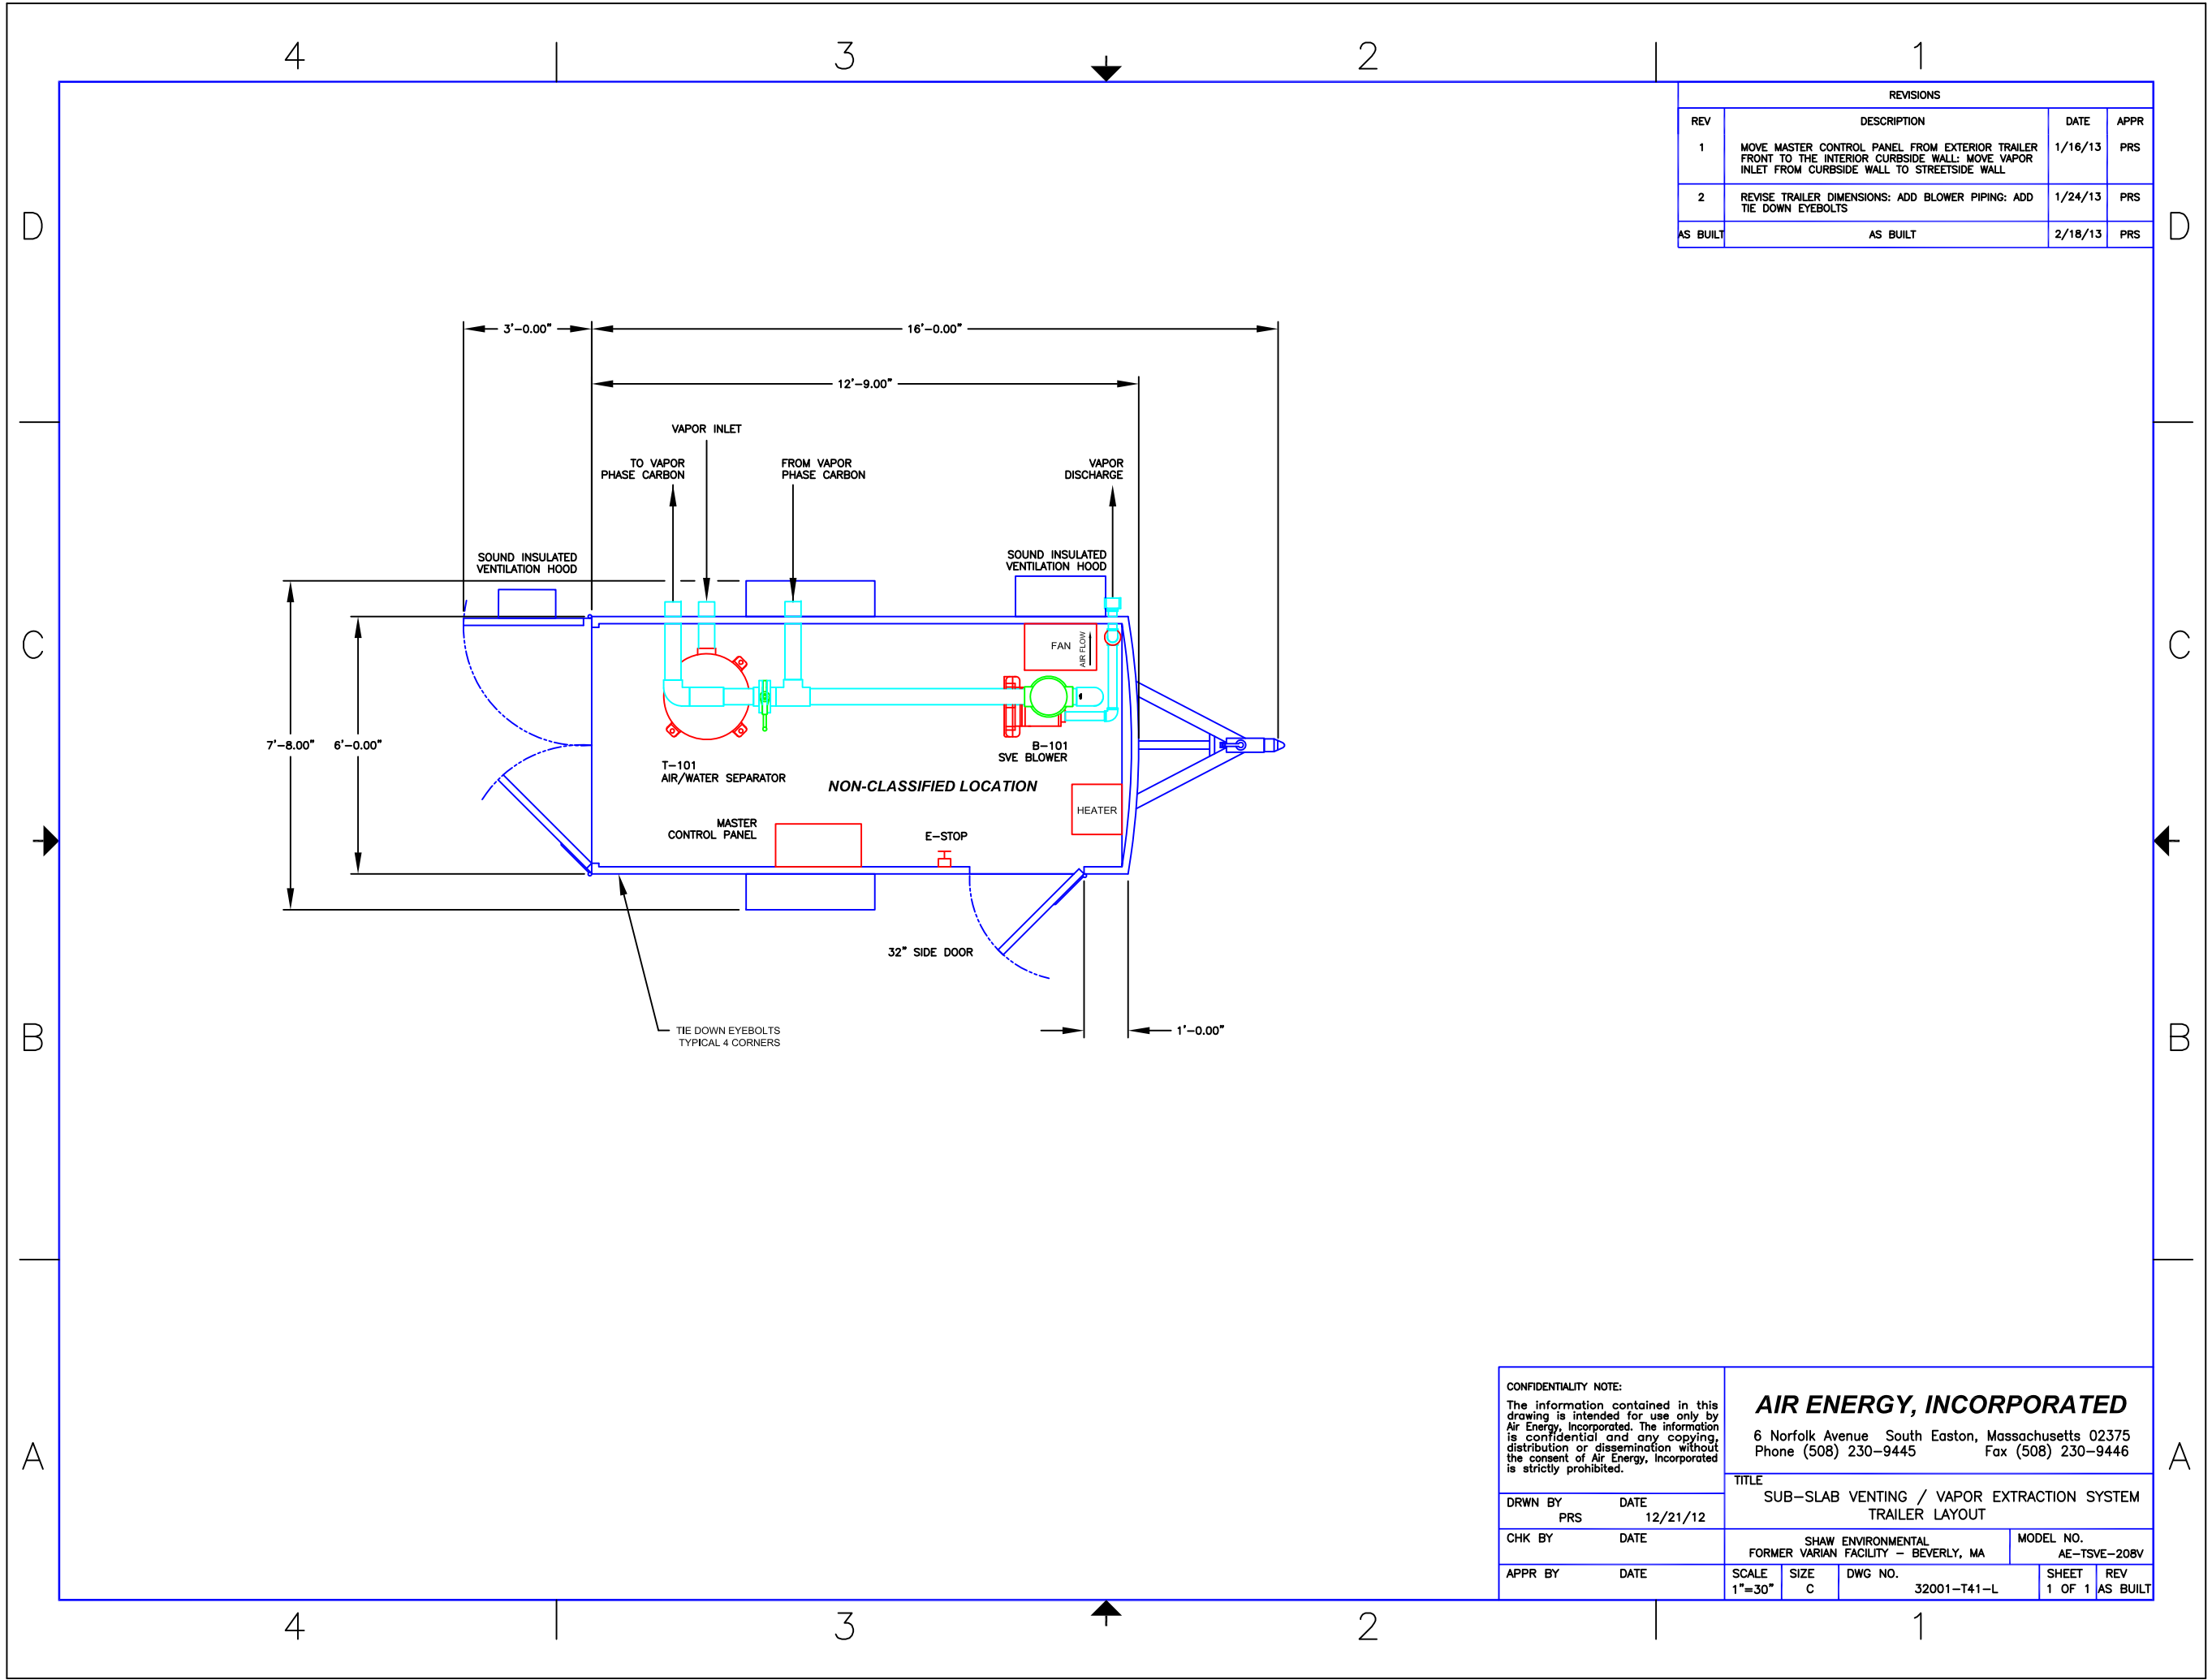 4 3 2 1
REVISIONS
REV DESCRIPTION DATE APPR
1 MOVE MASTER CONTROL PANEL FROM EXTERIOR TRAILER 1/16/13 PRS
FRONT TO THE INTERIOR CURBSIDE WALL: MOVE VAPOR
INLET FROM CURBSIDE WALL TO STREETSIDE WALL
2 REVISE TRAILER DIMENSIONS: ADD BLOWER PIPING: ADD 1/24/13 PRS
TIE DOWN EYEBOLTS
AS BUILT AS BUILT 2/18/13 PRS
D D
3'-0.00" 16'-0.00"
12'-9.00"
VAPOR INLET
TO VAPOR
PHASE CARBON
FROM VAPOR
PHASE CARBON
VAPOR
DISCHARGE
SOUND INSULATED
VENTILATION HOOD
SOUND INSULATED
VENTILATION HOOD
C C
FAN
AIR FLOW
7'-8.00" 6'-0.00"
B-101
SVE BLOWER
T-101
AIR/WATER SEPARATOR
NON-CLASSIFIED LOCATION
HEATER
MASTER
CONTROL PANEL
E-STOP
32" SIDE DOOR
TIE DOWN EYEBOLTS
TYPICAL 4 CORNERS
1'-0.00"
B B
CONFIDENTIALITY NOTE:
The information contained in this
drawing is intended for use only by
Air Energy, Incorporated. The information
is confidential and any copying,
distribution or dissemination without
the consent of Air Energy, Incorporated
is strictly prohibited.
AIR ENERGY, INCORPORATED
6 Norfolk Avenue South Easton, Massachusetts 02375
Phone (508) 230-9445 Fax (508) 230-9446
A A
TITLE
SUB-SLAB VENTING / VAPOR EXTRACTION SYSTEM
TRAILER LAYOUT
DRWN BY DATE
PRS 12/21/12
CHK BY DATE
SHAW ENVIRONMENTAL
FORMER VARIAN FACILITY - BEVERLY, MA
MODEL NO.
AE-TSVE-208V
APPR BY DATE
SCALE SIZE DWG NO. SHEET REV
1"=30" C 32001-T41-L 1 OF 1 AS BUILT
4 3 2 1